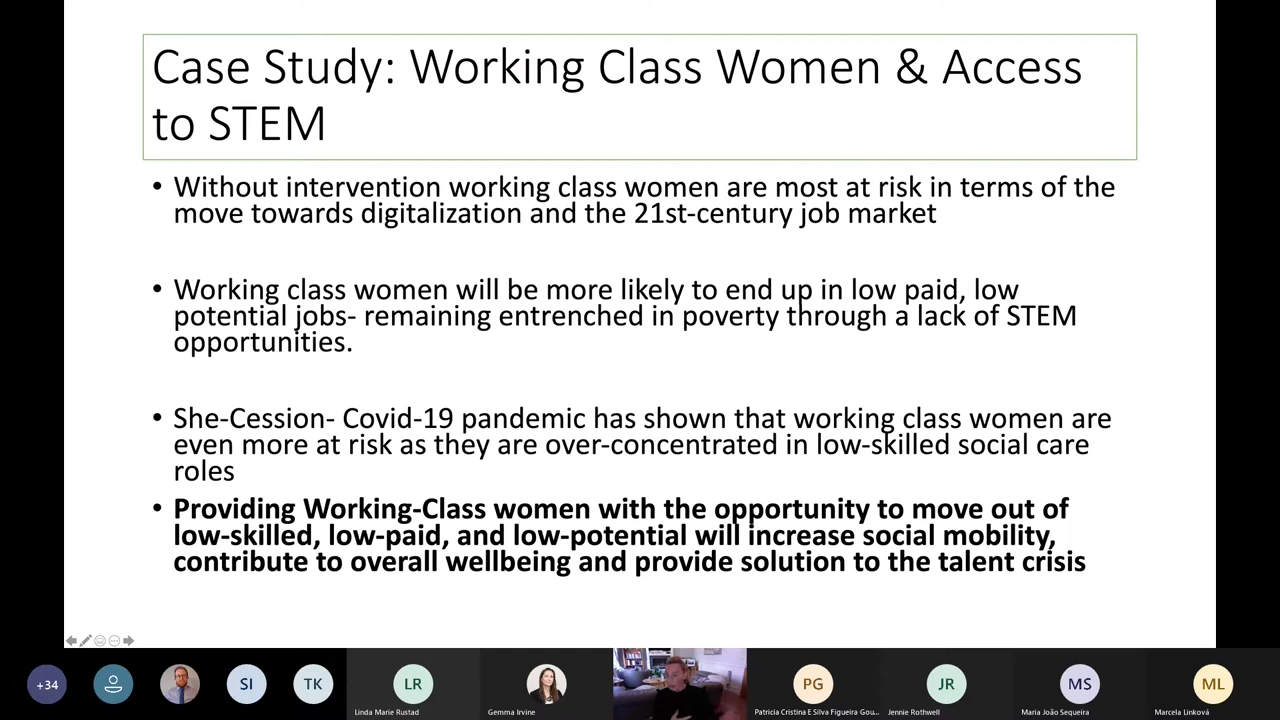 Case Study: Working Class Women & Access
to STEM
• Without intervention working class women are most at risk in terms of the
move towards digitalization and the 21st-century job market
• Working class women will be more likely to end up in low paid, low
potential jobs- remaining entrenched in poverty through a lack of STEM
opportunities.
• She-Cession- Covid-19 pandemic has shown that working class women are
even more at risk as they are over-concentrated in low-skilled social care
roles
• Providing Working-Class women with the opportunity to move out of
low-skilled, low-paid, and low-potential will increase social mobility,
contribute to overall wellbeing and provide solution to the talent crisis
+34
SI
TK
LR
PG
JR
MS
ML
Linda Marie Rustad
Gemma Irvine
Patricia Cristina E Silva Figueira Gou...
Jennie Rothwell
Maria João Sequeira
Marcela Linková